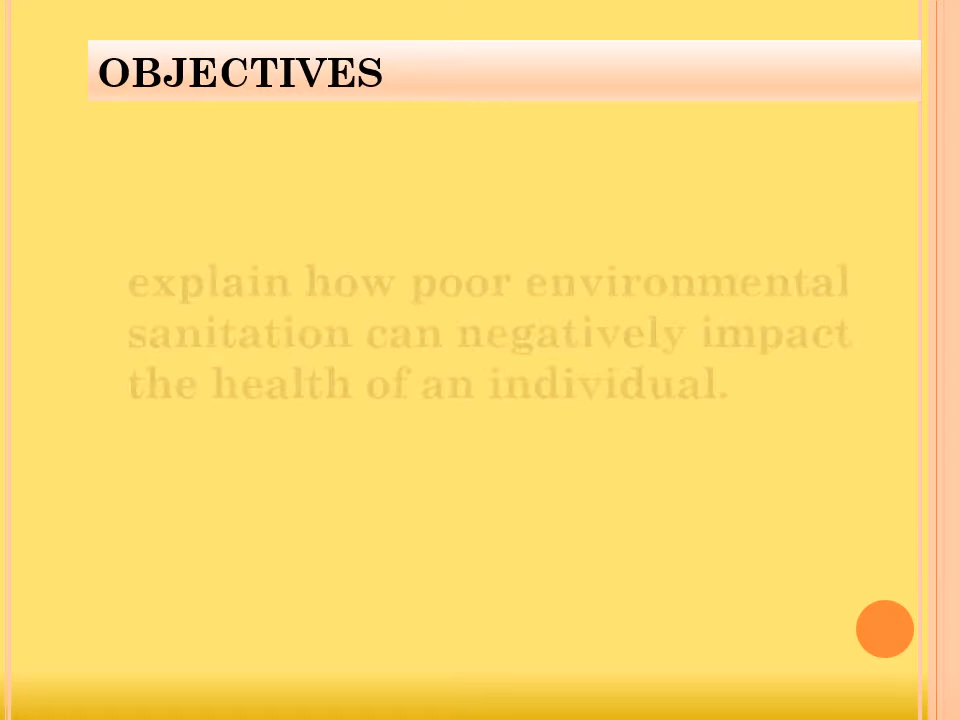 OBJECTIVES
explain how poor environmental
sanitation can negatively impact
the health of an individual.